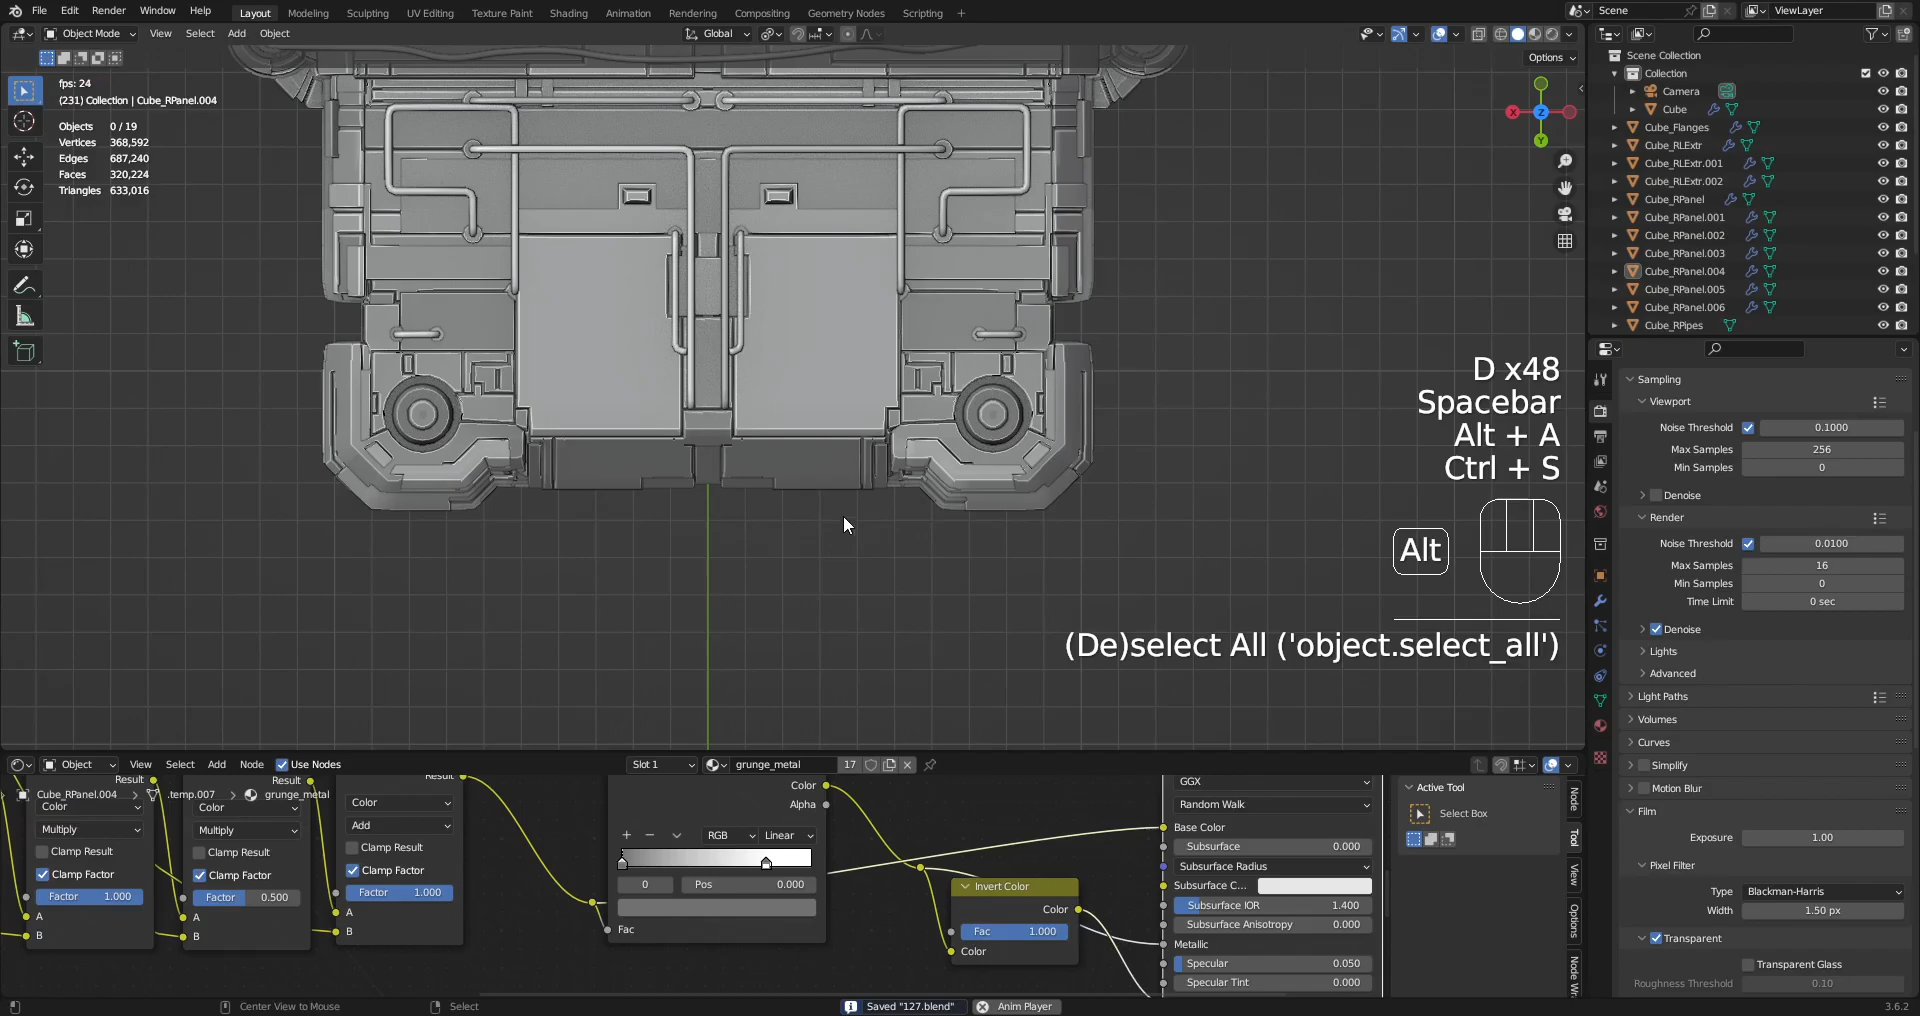 File Edit Render Window Help Layout Modeling Sculpting UV Editing Texture Paint Shading Animation Rendering Compositing Geometry Nodes Scripting + Scene ViewLayer
Object Mode View Select Add Object Global
Options
fps: 24
(231) Collection | Cube_RPanel.004
Objects 0 / 19
Vertices 368,592
Edges 687,240
Faces 320,224
Triangles 633,016
X
Z
Y
D x48
Spacebar
Alt + A
Ctrl + S
Alt
(De)select All ('object.select_all')
Scene Collection
Collection
Camera
Cube
Cube_Flanges
Cube_RLExtr
Cube_RLExtr.001
Cube_RLExtr.002
Cube_RPanel
Cube_RPanel.001
Cube_RPanel.002
Cube_RPanel.003
Cube_RPanel.004
Cube_RPanel.005
Cube_RPanel.006
Cube_RPipes
Sampling
Viewport
Noise Threshold 0.1000
Max Samples 256
Min Samples 0
Denoise
Render
Noise Threshold 0.0100
Max Samples 16
Min Samples 0
Time Limit 0 sec
Denoise
Lights
Advanced
Light Paths
Volumes
Curves
Simplify
Motion Blur
Film
Exposure 1.00
Pixel Filter
Type Blackman-Harris
Width 1.50 px
Transparent
Transparent Glass
Roughness Threshold 0.10
Object View Select Add Node Use Nodes Slot 1 grunge_metal 17
Cube_RPanel.004 > .temp.007 > grunge_metal
Result
Color
Multiply
Clamp Result
Clamp Factor
Factor 1.000
A
B
Result
Color
Multiply
Clamp Result
Clamp Factor
Factor 0.500
A
B
Result
Color
Add
Clamp Result
Clamp Factor
Factor 1.000
A
B
Color
Alpha
+ − RGB Linear
0 Pos 0.000
Fac
Invert Color
Color
Fac 1.000
Color
GGX
Random Walk
Base Color
Subsurface 0.000
Subsurface Radius
Subsurface C...
Subsurface IOR 1.400
Subsurface Anisotropy 0.000
Metallic
Specular 0.050
Specular Tint 0.000
Active Tool
Select Box
Node
Tool
View
Options
Node W
Center View to Mouse Select Saved "127.blend" Anim Player 3.6.2